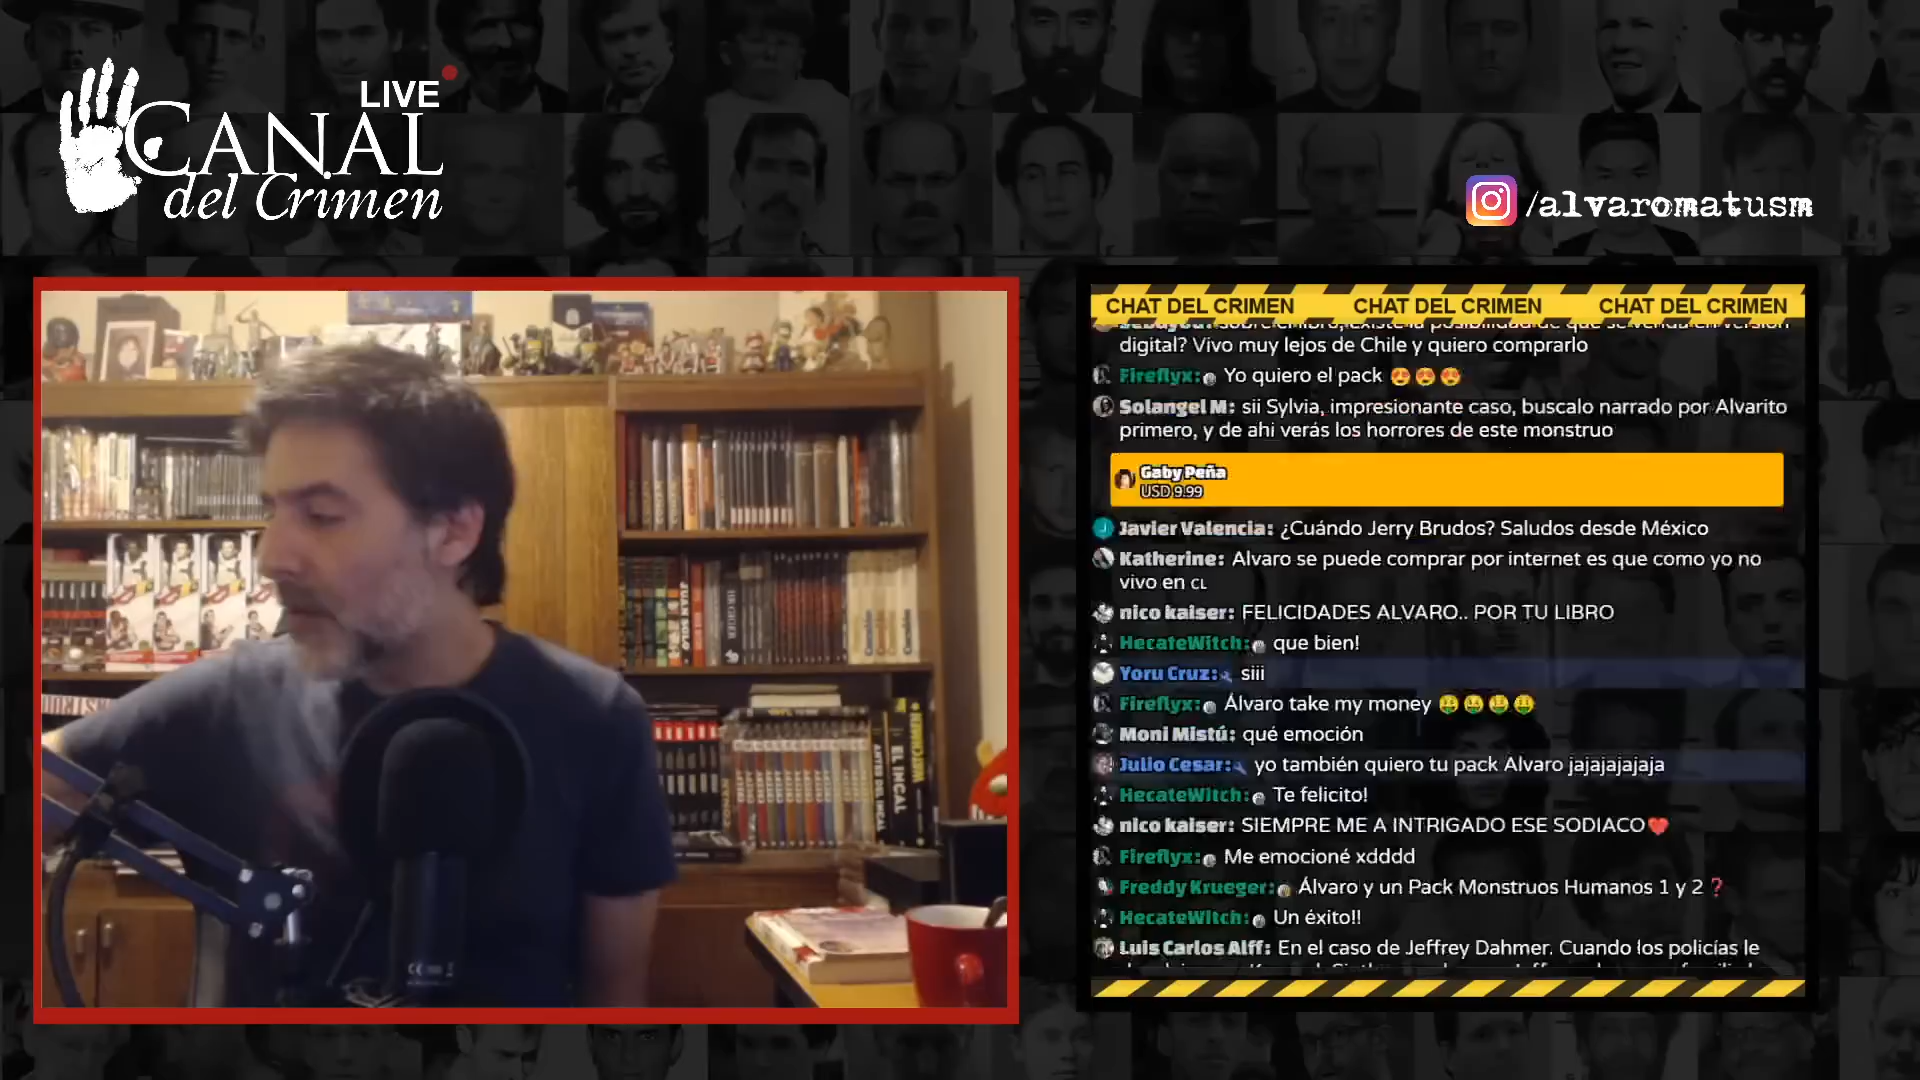 LIVE
CANAL
del Crimen
/alvaromatusm
CHAT DEL CRIMEN CHAT DEL CRIMEN CHAT DEL CRIMEN
digital? Vivo muy lejos de Chile y quiero comprarlo
Fireflyx: Yo quiero el pack 😍😍😍
Solangel M: sii Sylvia, impresionante caso, buscalo narrado por Alvarito
primero, y de ahi verás los horrores de este monstruo
Gaby Peña
USD 9.99
Javier Valencia: ¿Cuándo Jerry Brudos? Saludos desde México
Katherine: Alvaro se puede comprar por internet es que como yo no
vivo en CL
nico kaiser: FELICIDADES ALVARO.. POR TU LIBRO
HecateWitch: que bien!
Yoru Cruz: siii
Fireflyx: Álvaro take my money 🤑🤑🤑🤑
Moni Mistú: qué emoción
Julio Cesar: yo también quiero tu pack Alvaro jajajajajaja
HecateWitch: Te felicito!
nico kaiser: SIEMPRE ME A INTRIGADO ESE SODIACO❤️
Fireflyx: Me emocioné xdddd
Freddy Krueger: Álvaro y un Pack Monstruos Humanos 1 y 2❓
HecateWitch: Un éxito!!
Luis Carlos Alff: En el caso de Jeffrey Dahmer. Cuando los policías le
JUAN SOLO
EL INCAL